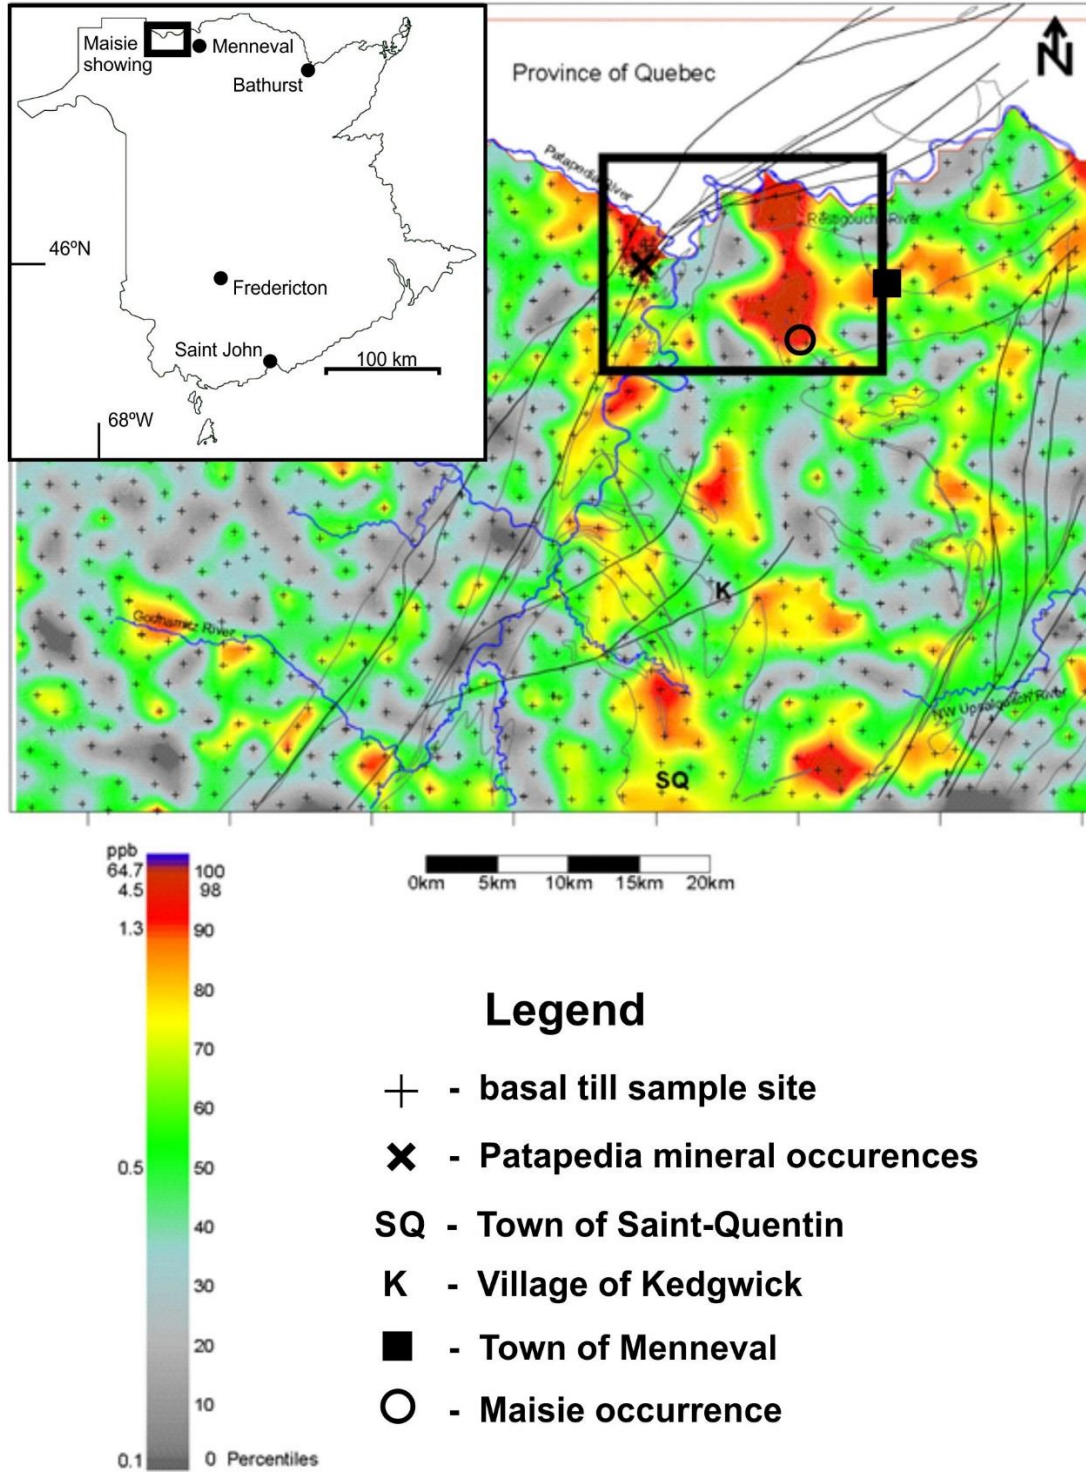 Maisie
showing
Menneval
Bathurst
46ºN
Fredericton
Saint John
100 km
68ºW
Province of Quebec
N
Patapedia River
Restigouche River
K
Godnamitz River
NW Upsalquitch River
SQ
ppb
64.7 100
4.5 98
1.3 90
80
70
60
0.5 50
40
30
20
10
0.1 0 Percentiles
0km 5km 10km 15km 20km
Legend
- basal till sample site
- Patapedia mineral occurences
SQ - Town of Saint-Quentin
K - Village of Kedgwick
- Town of Menneval
- Maisie occurrence